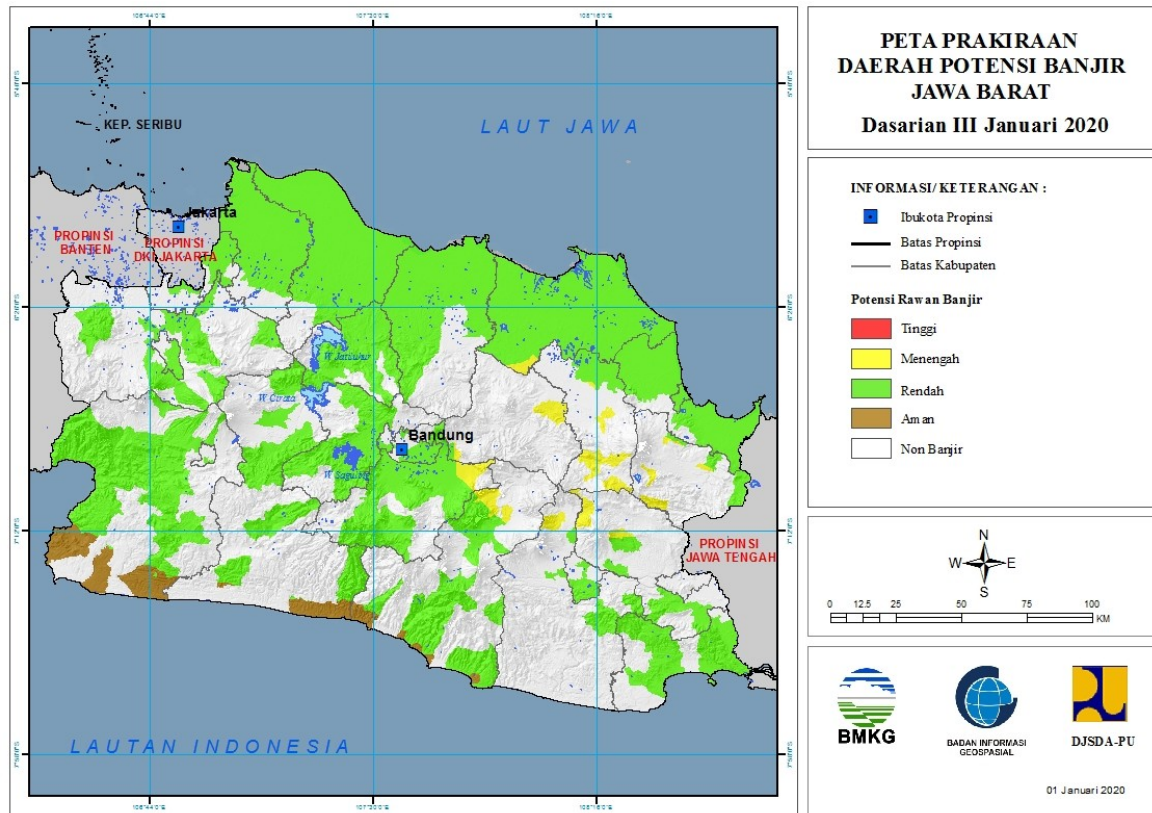 PETA PRAKIRAAN
DAERAH POTENSI BANJIR
JAWA BARAT
Dasarian III Januari 2020
INFORMASI/ KETERANGAN :
Ibukota Propinsi
Batas Propinsi
Batas Kabupaten
Potensi Rawan Banjir
Tinggi
Menengah
Rendah
Aman
Non Banjir
N
W
E
S
0 12.5 25 50 75 100
KM
BMKG
BADAN INFORMASI
GEOSPASIAL
DJSDA-PU
01 Januari 2020
KEP. SERIBU
LAUT JAWA
Jakarta
PROPINSI
BANTEN
PROPINSI
DKI JAKARTA
W Jatiluhur
W Cirata
Bandung
W Saguling
PROPINSI
JAWA TENGAH
LAUTAN INDONESIA